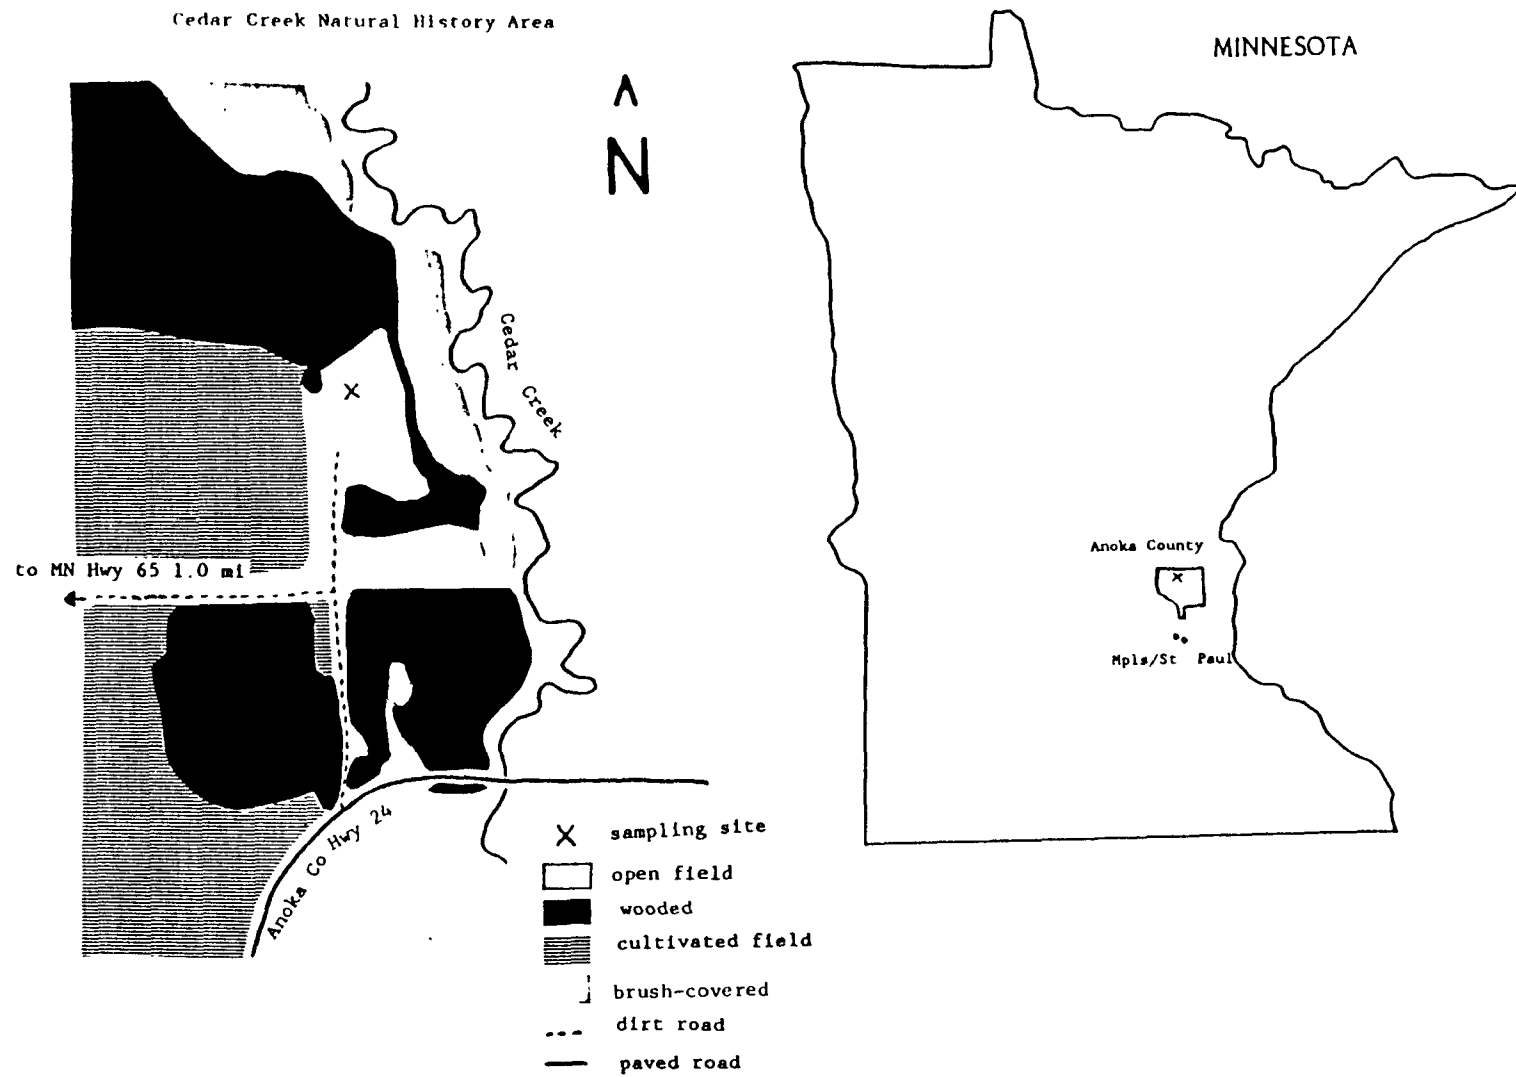 Cedar Creek Natural History Area
MINNESOTA
N
Cedar Creek
to MN Hwy 65 1.0 mi
Anoka Co Hwy 24
Anoka County
Mpls/St Paul
sampling site
open field
wooded
cultivated field
brush-covered
dirt road
paved road